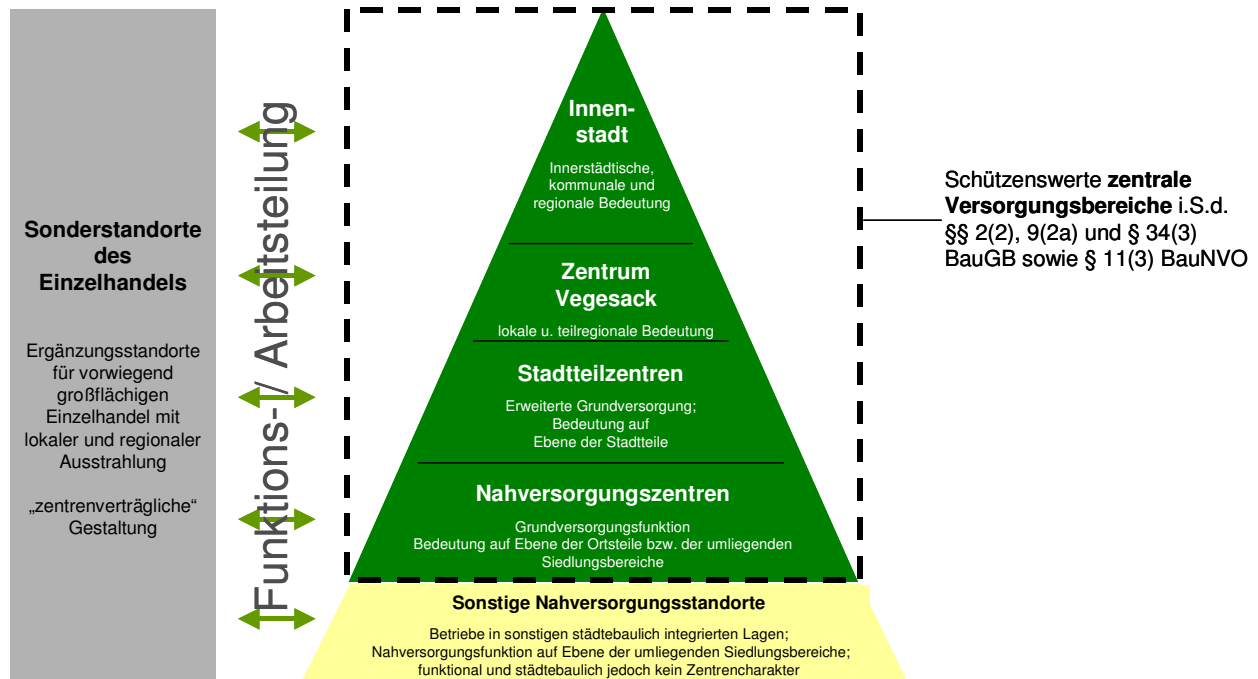 Sonderstandorte
des
Einzelhandels
Ergänzungsstandorte
für vorwiegend
großflächigen
Einzelhandel mit
lokaler und regionaler
Ausstrahlung
„zentrenverträgliche“
Gestaltung
Funktions-/ Arbeitsteilung
Innen-
stadt
Innerstädtische,
kommunale und
regionale Bedeutung
Zentrum
Vegesack
lokale u. teilregionale Bedeutung
Stadtteilzentren
Erweiterte Grundversorgung;
Bedeutung auf
Ebene der Stadtteile
Nahversorgungszentren
Grundversorgungsfunktion
Bedeutung auf Ebene der Ortsteile bzw. der umliegenden
Siedlungsbereiche
Sonstige Nahversorgungsstandorte
Betriebe in sonstigen städtebaulich integrierten Lagen;
Nahversorgungsfunktion auf Ebene der umliegenden Siedlungsbereiche;
funktional und städtebaulich jedoch kein Zentrencharakter
Schützenswerte zentrale
Versorgungsbereiche i.S.d.
§§ 2(2), 9(2a) und § 34(3)
BauGB sowie § 11(3) BauNVO